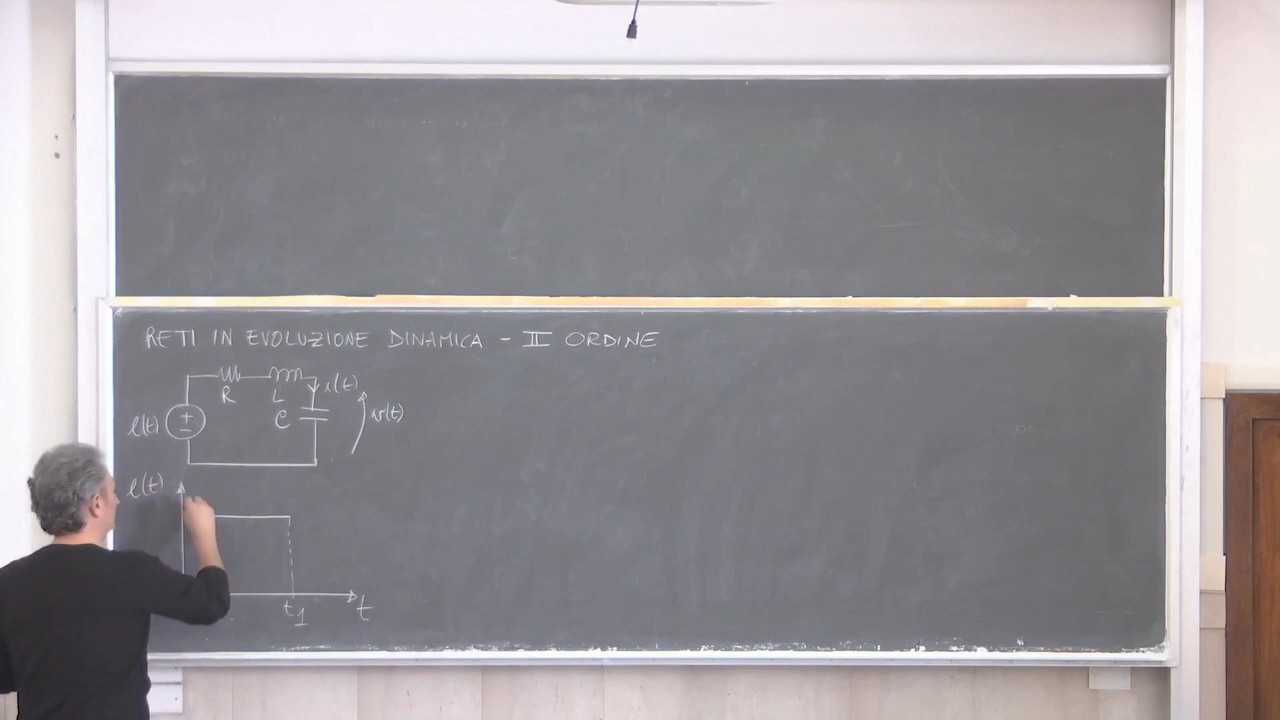 RETI IN EVOLUZIONE DINAMICA - II ORDINE
R L i(t)
e(t) + - C v(t)
e(t)
t1 t